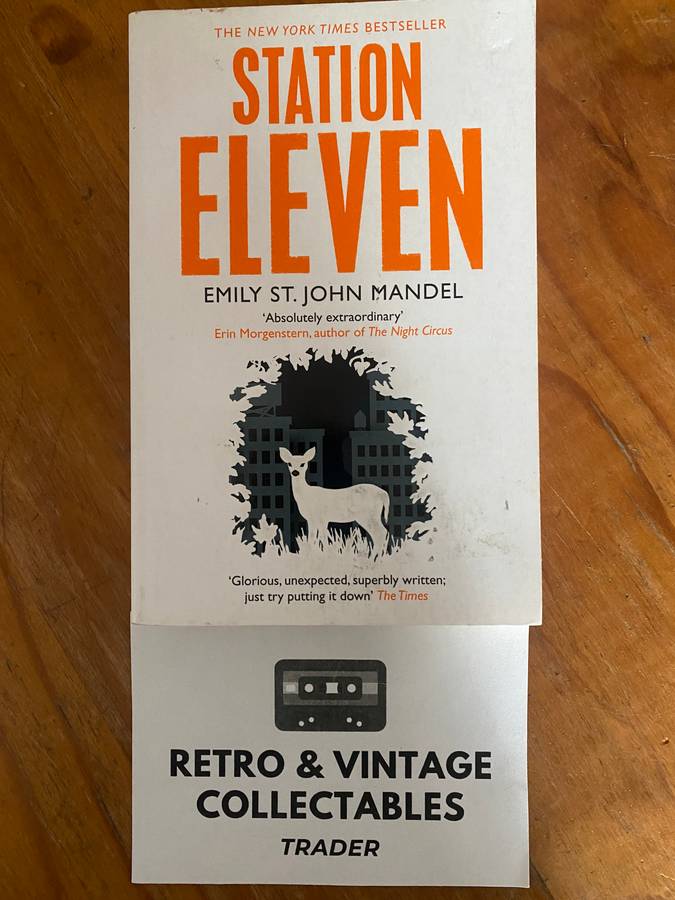 THE NEW YORK TIMES BESTSELLER
STATION
ELEVEN
EMILY ST. JOHN MANDEL
‘Absolutely extraordinary’
Erin Morgenstern, author of The Night Circus
‘Glorious, unexpected, superbly written;
just try putting it down’ The Times
RETRO & VINTAGE
COLLECTABLES
TRADER